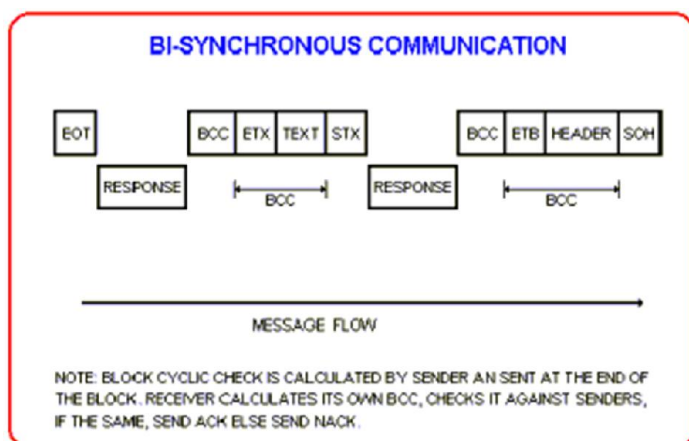 BI-SYNCHRONOUS COMMUNICATION
EOT
BCC ETX TEXT STX
BCC ETB HEADER SOH
RESPONSE
BCC
RESPONSE
BCC
MESSAGE FLOW
NOTE: BLOCK CYCLIC CHECK IS CALCULATED BY SENDER AN SENT AT THE END OF
THE BLOCK. RECEIVER CALCULATES ITS OWN BCC, CHECKS IT AGAINST SENDERS,
IF THE SAME, SEND ACK ELSE SEND NACK.